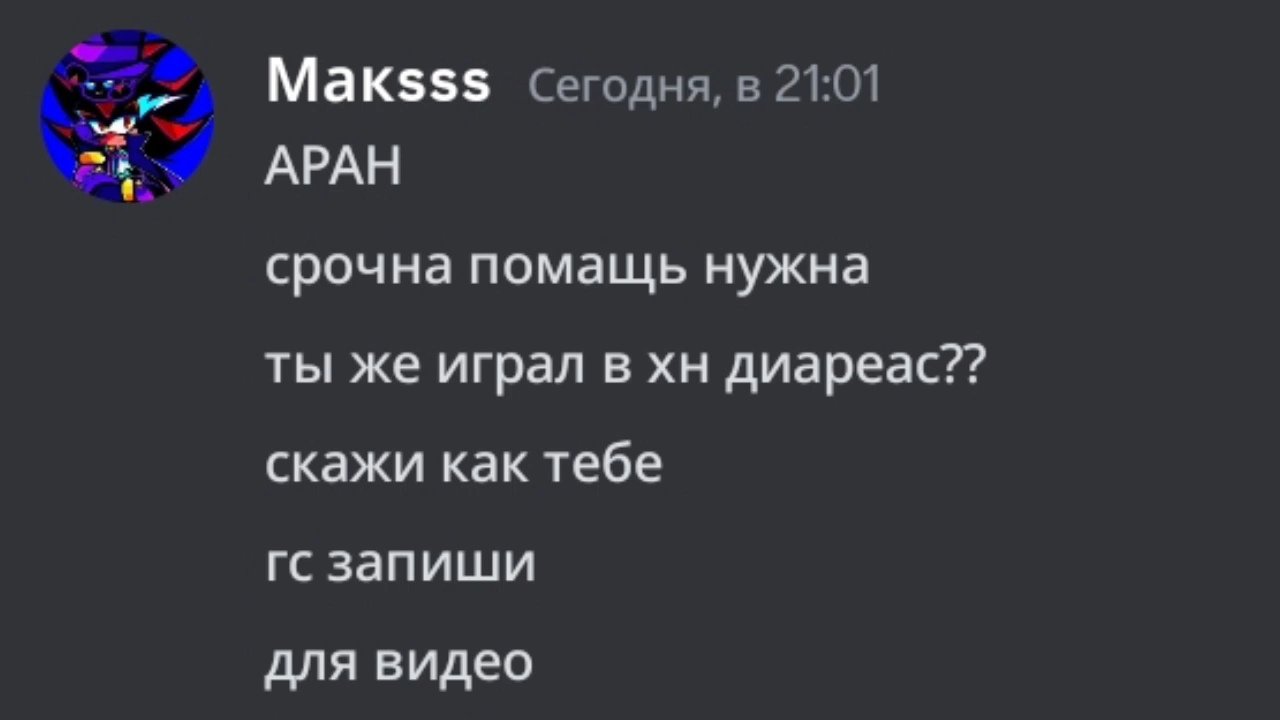 Макsss Сегодня, в 21:01
АРАН
срочна помащь нужна
ты же играл в хн диареас??
скажи как тебе
гс запиши
для видео